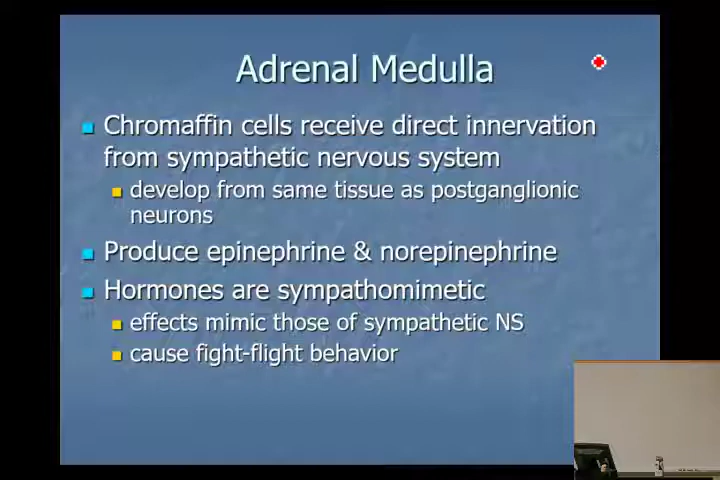 Adrenal Medulla
Chromaffin cells receive direct innervation
from sympathetic nervous system
develop from same tissue as postganglionic
neurons
Produce epinephrine & norepinephrine
Hormones are sympathomimetic
effects mimic those of sympathetic NS
cause fight-flight behavior